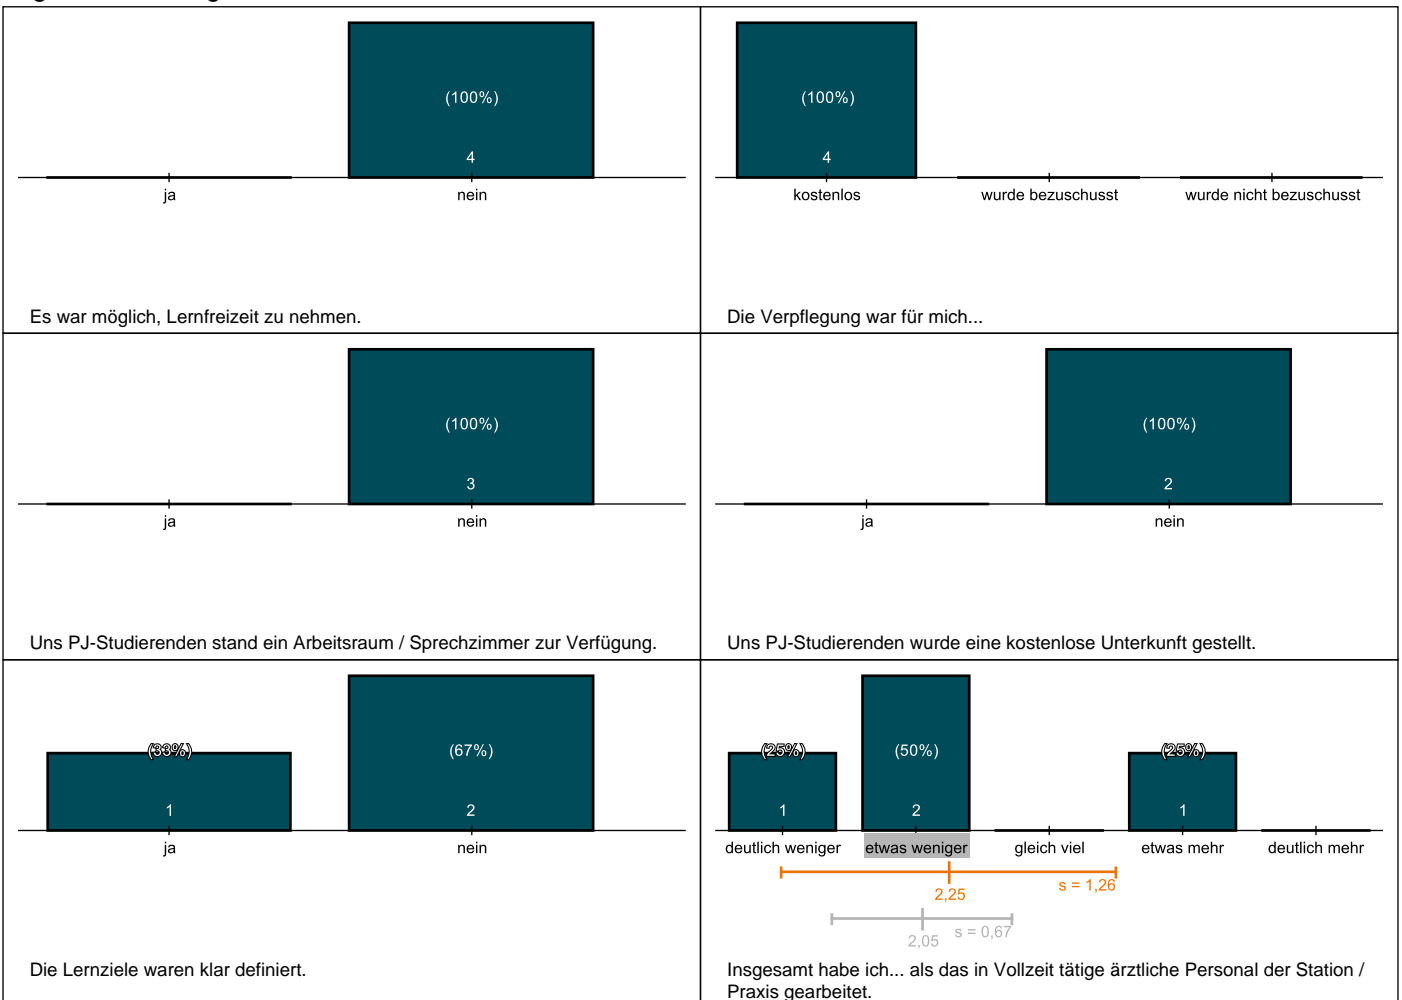 (100%)
4
ja
nein
Es war möglich, Lernfreizeit zu nehmen.
(100%)
4
kostenlos
wurde bezuschusst
wurde nicht bezuschusst
Die Verpflegung war für mich...
(100%)
3
ja
nein
Uns PJ-Studierenden stand ein Arbeitsraum / Sprechzimmer zur Verfügung.
(100%)
2
ja
nein
Uns PJ-Studierenden wurde eine kostenlose Unterkunft gestellt.
(33%)
1
(67%)
2
ja
nein
Die Lernziele waren klar definiert.
(25%)
1
(50%)
2
(25%)
1
deutlich weniger
etwas weniger
gleich viel
etwas mehr
deutlich mehr
2,25
s = 1,26
2,05
s = 0,67
Insgesamt habe ich... als das in Vollzeit tätige ärztliche Personal der Station /
Praxis gearbeitet.